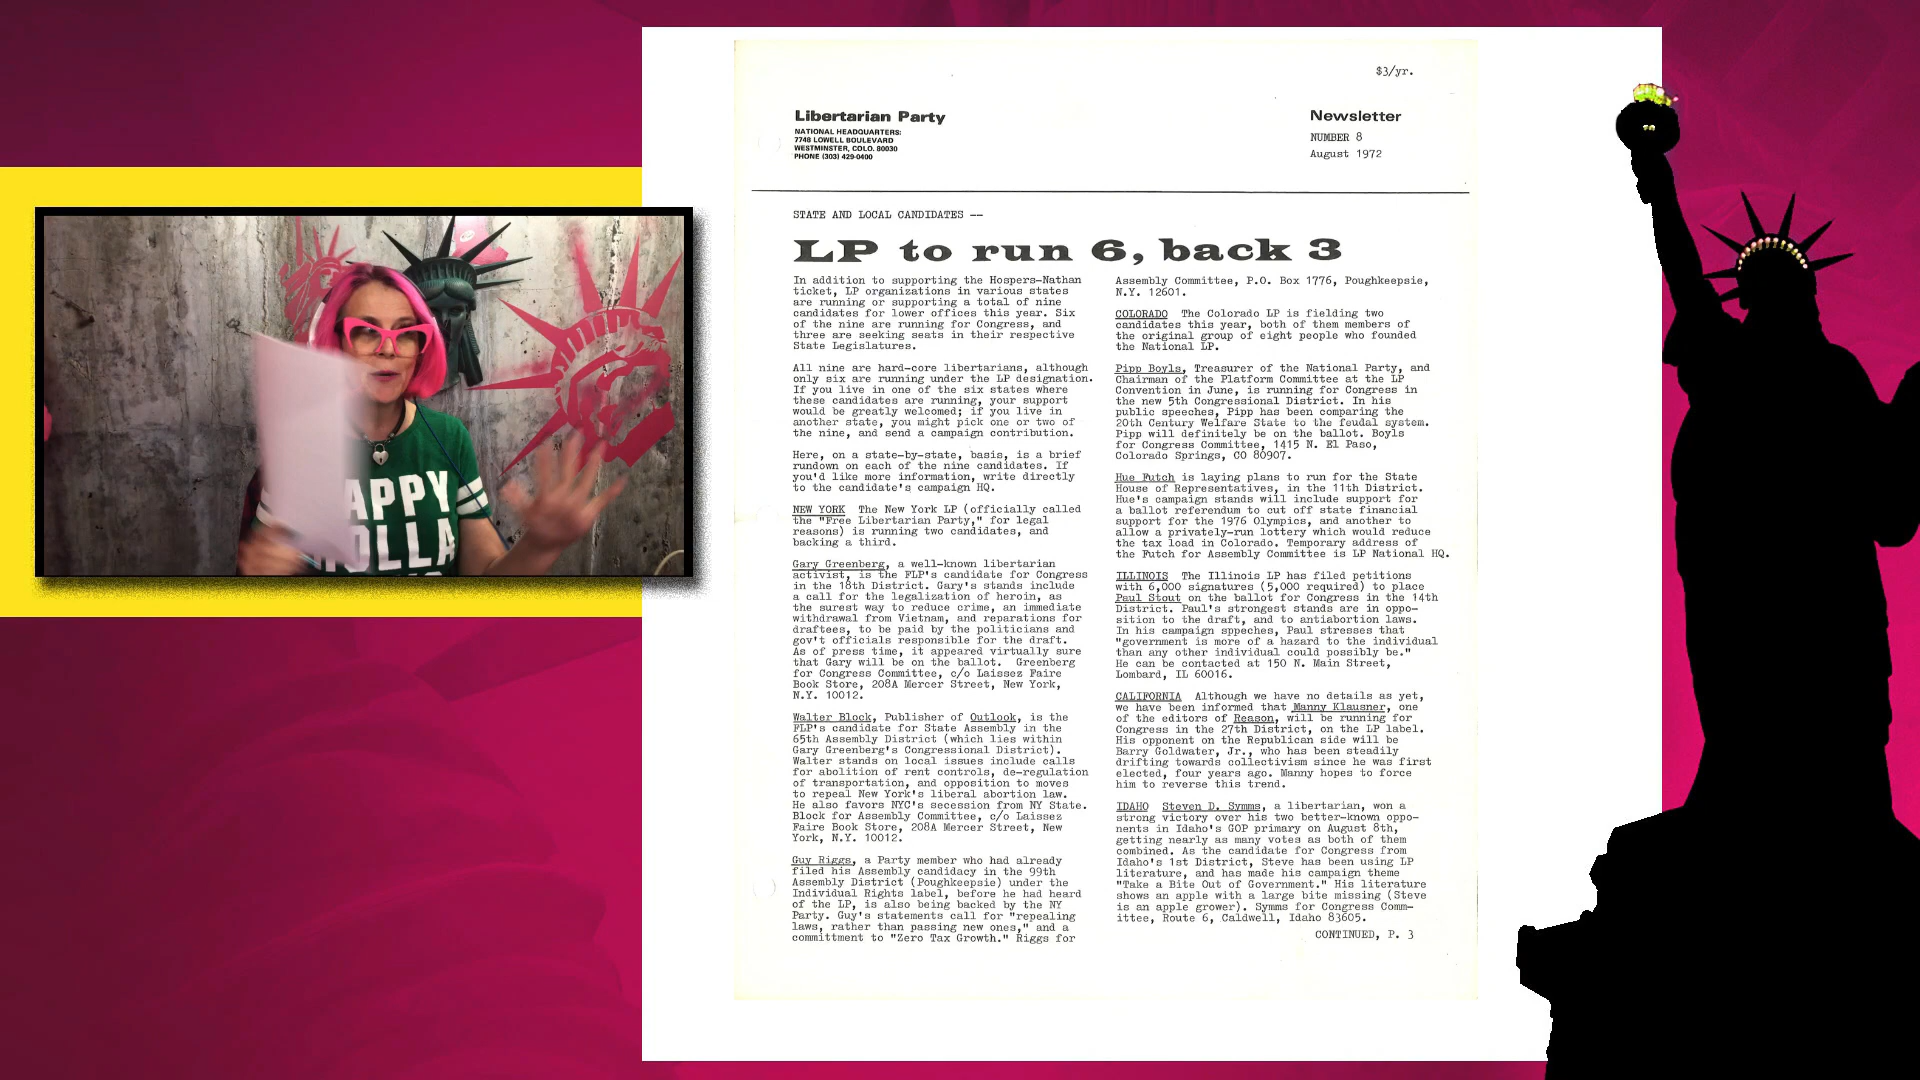 $3/yr.
Libertarian Party
NATIONAL HEADQUARTERS:
7748 LOWELL BOULEVARD
WESTMINSTER, COLO. 80030
PHONE (303) 429-0400
Newsletter
NUMBER 8
August 1972
STATE AND LOCAL CANDIDATES --
LP to run 6, back 3
In addition to supporting the Hospers-Nathan
ticket, LP organizations in various states
are running or supporting a total of nine
candidates for lower offices this year. Six
of the nine are running for Congress, and
three are seeking seats in their respective
State Legislatures.
All nine are hard-core libertarians, although
only six are running under the LP designation.
If you live in one of the six states where
these candidates are running, your support
would be greatly welcomed; if you live in
another state, you might pick one or two of
the nine, and send a campaign contribution.
Here, on a state-by-state, basis, is a brief
rundown on each of the nine candidates. If
you'd like more information, write directly
to the candidate's campaign HQ.
NEW YORK The New York LP (officially called
the "Free Libertarian Party," for legal
reasons) is running two candidates, and
backing a third.
Gary Greenberg, a well-known libertarian
activist, is the FLP's candidate for Congress
in the 18th District. Gary's stands include
a call for the legalization of heroin, as
the surest way to reduce crime, an immediate
withdrawal from Vietnam, and reparations for
draftees, to be paid by the politicians and
gov't officials responsible for the draft.
As of press time, it appeared virtually sure
that Gary will be on the ballot. Greenberg
for Congress Committee, c/o Laissez Faire
Book Store, 208A Mercer Street, New York,
N.Y. 10012.
Walter Block, Publisher of Outlook, is the
FLP's candidate for State Assembly in the
65th Assembly District (which lies within
Gary Greenberg's Congressional District).
Walter stands on local issues include calls
for abolition of rent controls, de-regulation
of transportation, and opposition to moves
to repeal New York's liberal abortion law.
He also favors NYC's secession from NY State.
Block for Assembly Committee, c/o Laissez
Faire Book Store, 208A Mercer Street, New
York, N.Y. 10012.
Guy Riggs, a Party member who had already
filed his Assembly candidacy in the 99th
Assembly District (Poughkeepsie) under the
Individual Rights label, before he had heard
of the LP, is also being backed by the NY
Party. Guy's statements call for "repealing
laws, rather than passing new ones," and a
committment to "Zero Tax Growth." Riggs for
Assembly Committee, P.O. Box 1776, Poughkeepsie,
N.Y. 12601.
COLORADO The Colorado LP is fielding two
candidates this year, both of them members of
the original group of eight people who founded
the National LP.
Pipp Boyls, Treasurer of the National Party, and
Chairman of the Platform Committee at the LP
Convention in June, is running for Congress in
the new 5th Congressional District. In his
public speeches, Pipp has been comparing the
20th Century Welfare State to the feudal system.
Pipp will definitely be on the ballot. Boyls
for Congress Committee, 1415 N. El Paso,
Colorado Springs, CO 80907.
Hue Futch is laying plans to run for the State
House of Representatives, in the 11th District.
Hue's campaign stands will include support for
a ballot referendum to cut off state financial
support for the 1976 Olympics, and another to
allow a privately-run lottery which would reduce
the tax load in Colorado. Temporary address of
the Futch for Assembly Committee is LP National HQ.
ILLINOIS The Illinois LP has filed petitions
with 6,000 signatures (5,000 required) to place
Paul Stout on the ballot for Congress in the 14th
District. Paul's strongest stands are in oppo-
sition to the draft, and to antiabortion laws.
In his campaign sppeches, Paul stresses that
"government is more of a hazard to the individual
than any other individual could possibly be."
He can be contacted at 150 N. Main Street,
Lombard, IL 60016.
CALIFORNIA Although we have no details as yet,
we have been informed that Manny Klausner, one
of the editors of Reason, will be running for
Congress in the 27th District, on the LP label.
His opponent on the Republican side will be
Barry Goldwater, Jr., who has been steadily
drifting towards collectivism since he was first
elected, four years ago. Manny hopes to force
him to reverse this trend.
IDAHO Steven D. Symms, a libertarian, won a
strong victory over his two better-known oppo-
nents in Idaho's GOP primary on August 8th,
getting nearly as many votes as both of them
combined. As the candidate for Congress from
Idaho's 1st District, Steve has been using LP
literature, and has made his campaign theme
"Take a Bite Out of Government." His literature
shows an apple with a large bite missing (Steve
is an apple grower). Symms for Congress Comm-
ittee, Route 6, Caldwell, Idaho 83605.
CONTINUED, P. 3